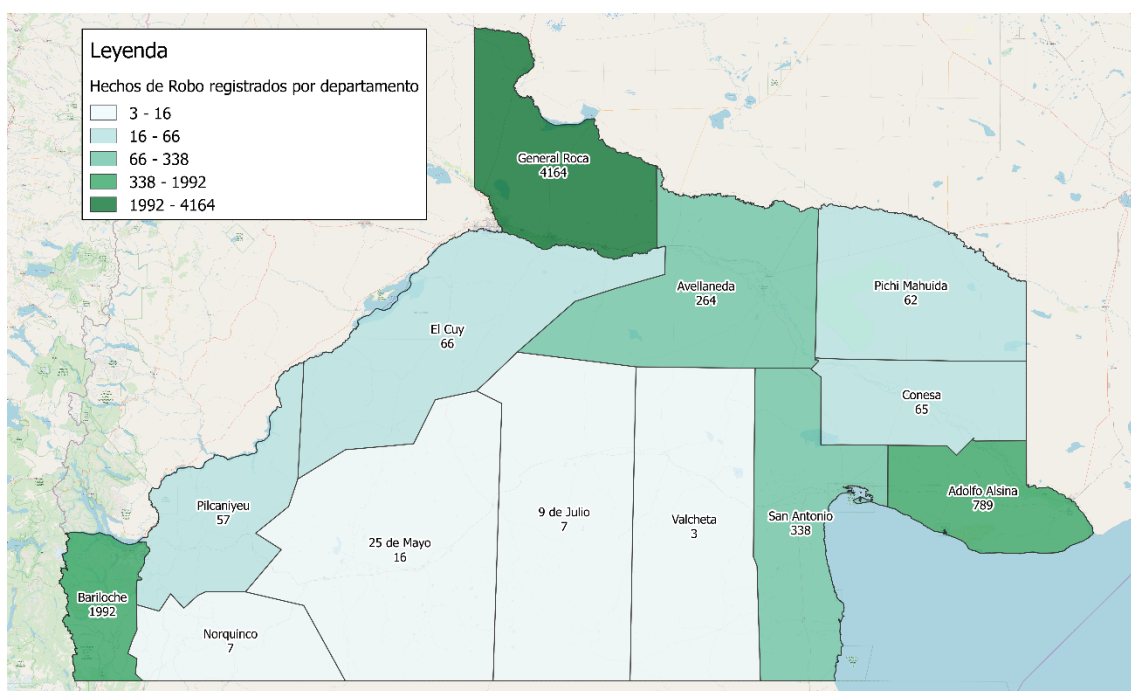 Leyenda
Hechos de Robo registrados por departamento
3 - 16
16 - 66
66 - 338
338 - 1992
1992 - 4164
General Roca
4164
Avellaneda
264
Pichi Mahuida
62
El Cuy
66
Conesa
65
Adolfo Alsina
789
Pilcaniyeu
57
9 de Julio
7
Valcheta
3
San Antonio
338
25 de Mayo
16
Bariloche
1992
Norquinco
7